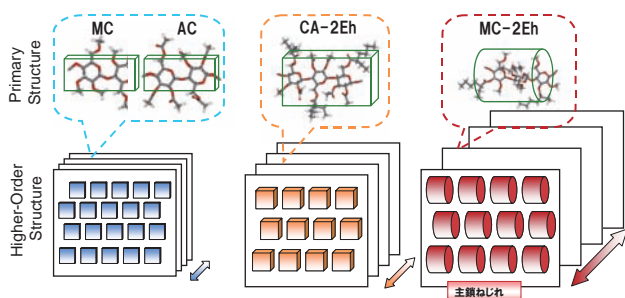 MC
AC
CA-2Eh
MC-2Eh
Primary
Structure
Higher-Order
Structure
主鎖ねじれ